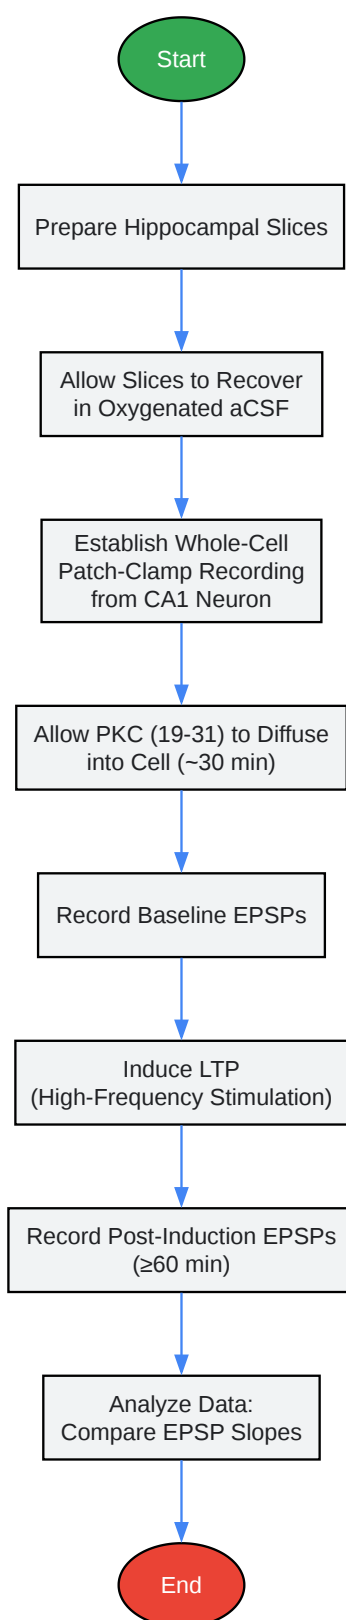 Start
Prepare Hippocampal Slices
Allow Slices to Recover
in Oxygenated aCSF
Establish Whole-Cell
Patch-Clamp Recording
from CA1 Neuron
Allow PKC (19-31) to Diffuse
into Cell (~30 min)
Record Baseline EPSPs
Induce LTP
(High-Frequency Stimulation)
Record Post-Induction EPSPs
(≥60 min)
Analyze Data:
Compare EPSP Slopes
End